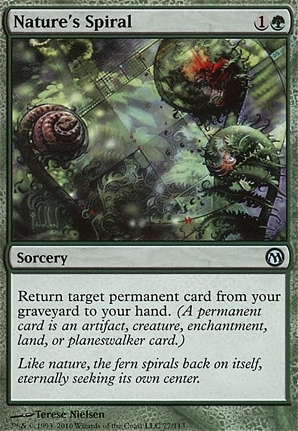 Nature's Spiral 1
Sorcery
Return target permanent card from your
graveyard to your hand. (A permanent
card is an artifact, creature, enchantment,
land, or planeswalker card.)
Like nature, the fern spirals back on itself,
eternally seeking its own center.
Terese Nielsen
™ & © 1993–2010 Wizards of the Coast LLC 77/113